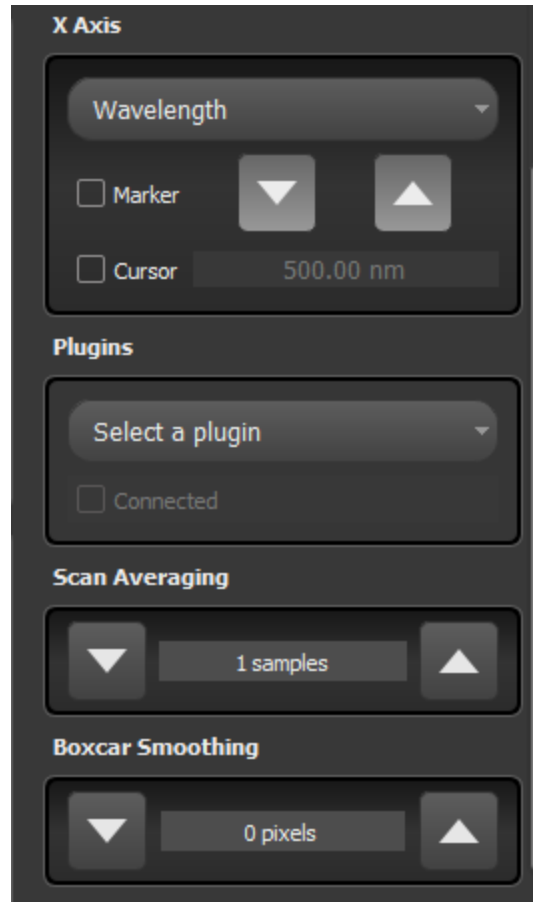 X Axis
Wavelength
Marker
Cursor 500.00 nm
Plugins
Select a plugin
Connected
Scan Averaging
1 samples
Boxcar Smoothing
0 pixels